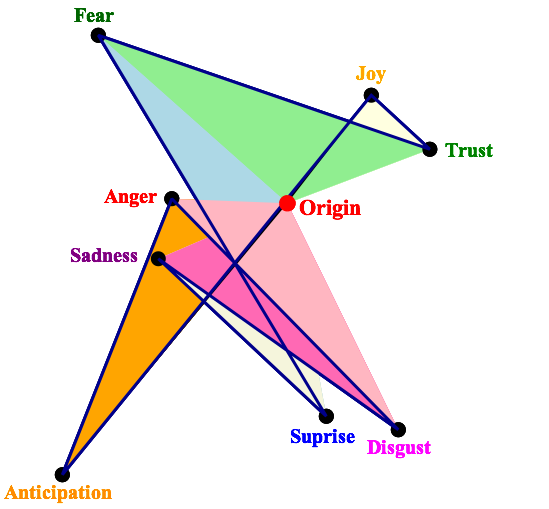 Fear
Joy
Trust
Anger
Origin
Sadness
Suprise
Disgust
Anticipation